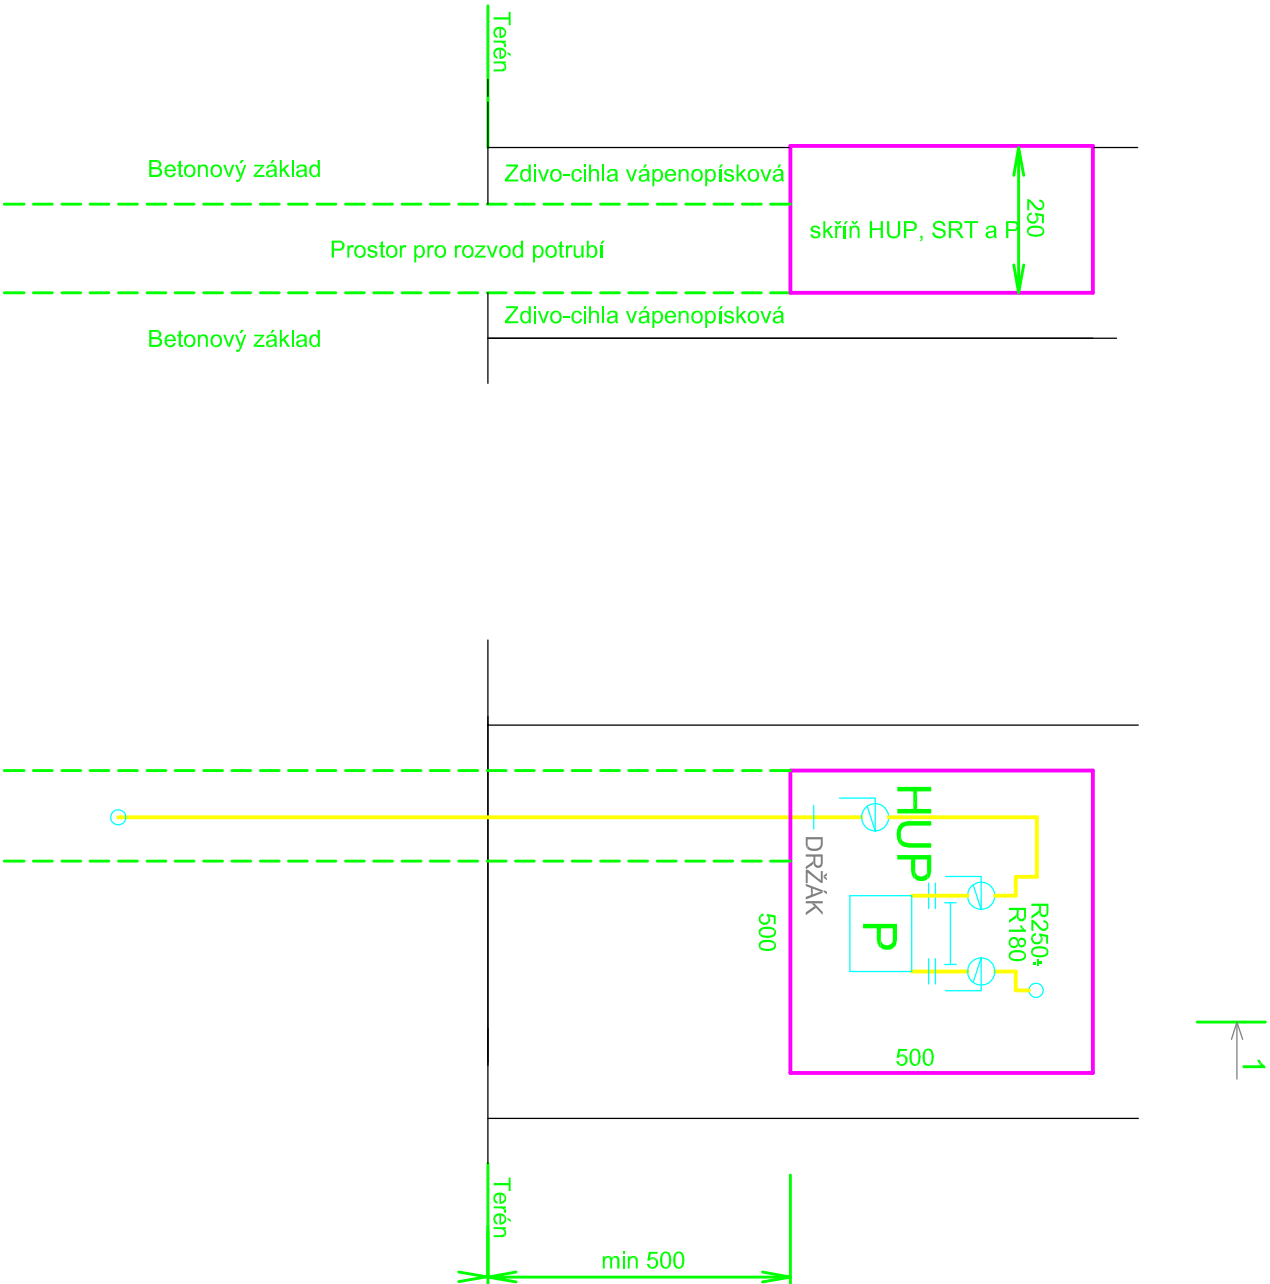 Terén
Betonový základ
Zdivo-cihla vápenopísková
250
skříň HUP, SRT a P
Prostor pro rozvod potrubí
Zdivo-cihla vápenopísková
Betonový základ
HUP
DRŽÁK
R250
R180
P
500
500
1
Terén
min 500